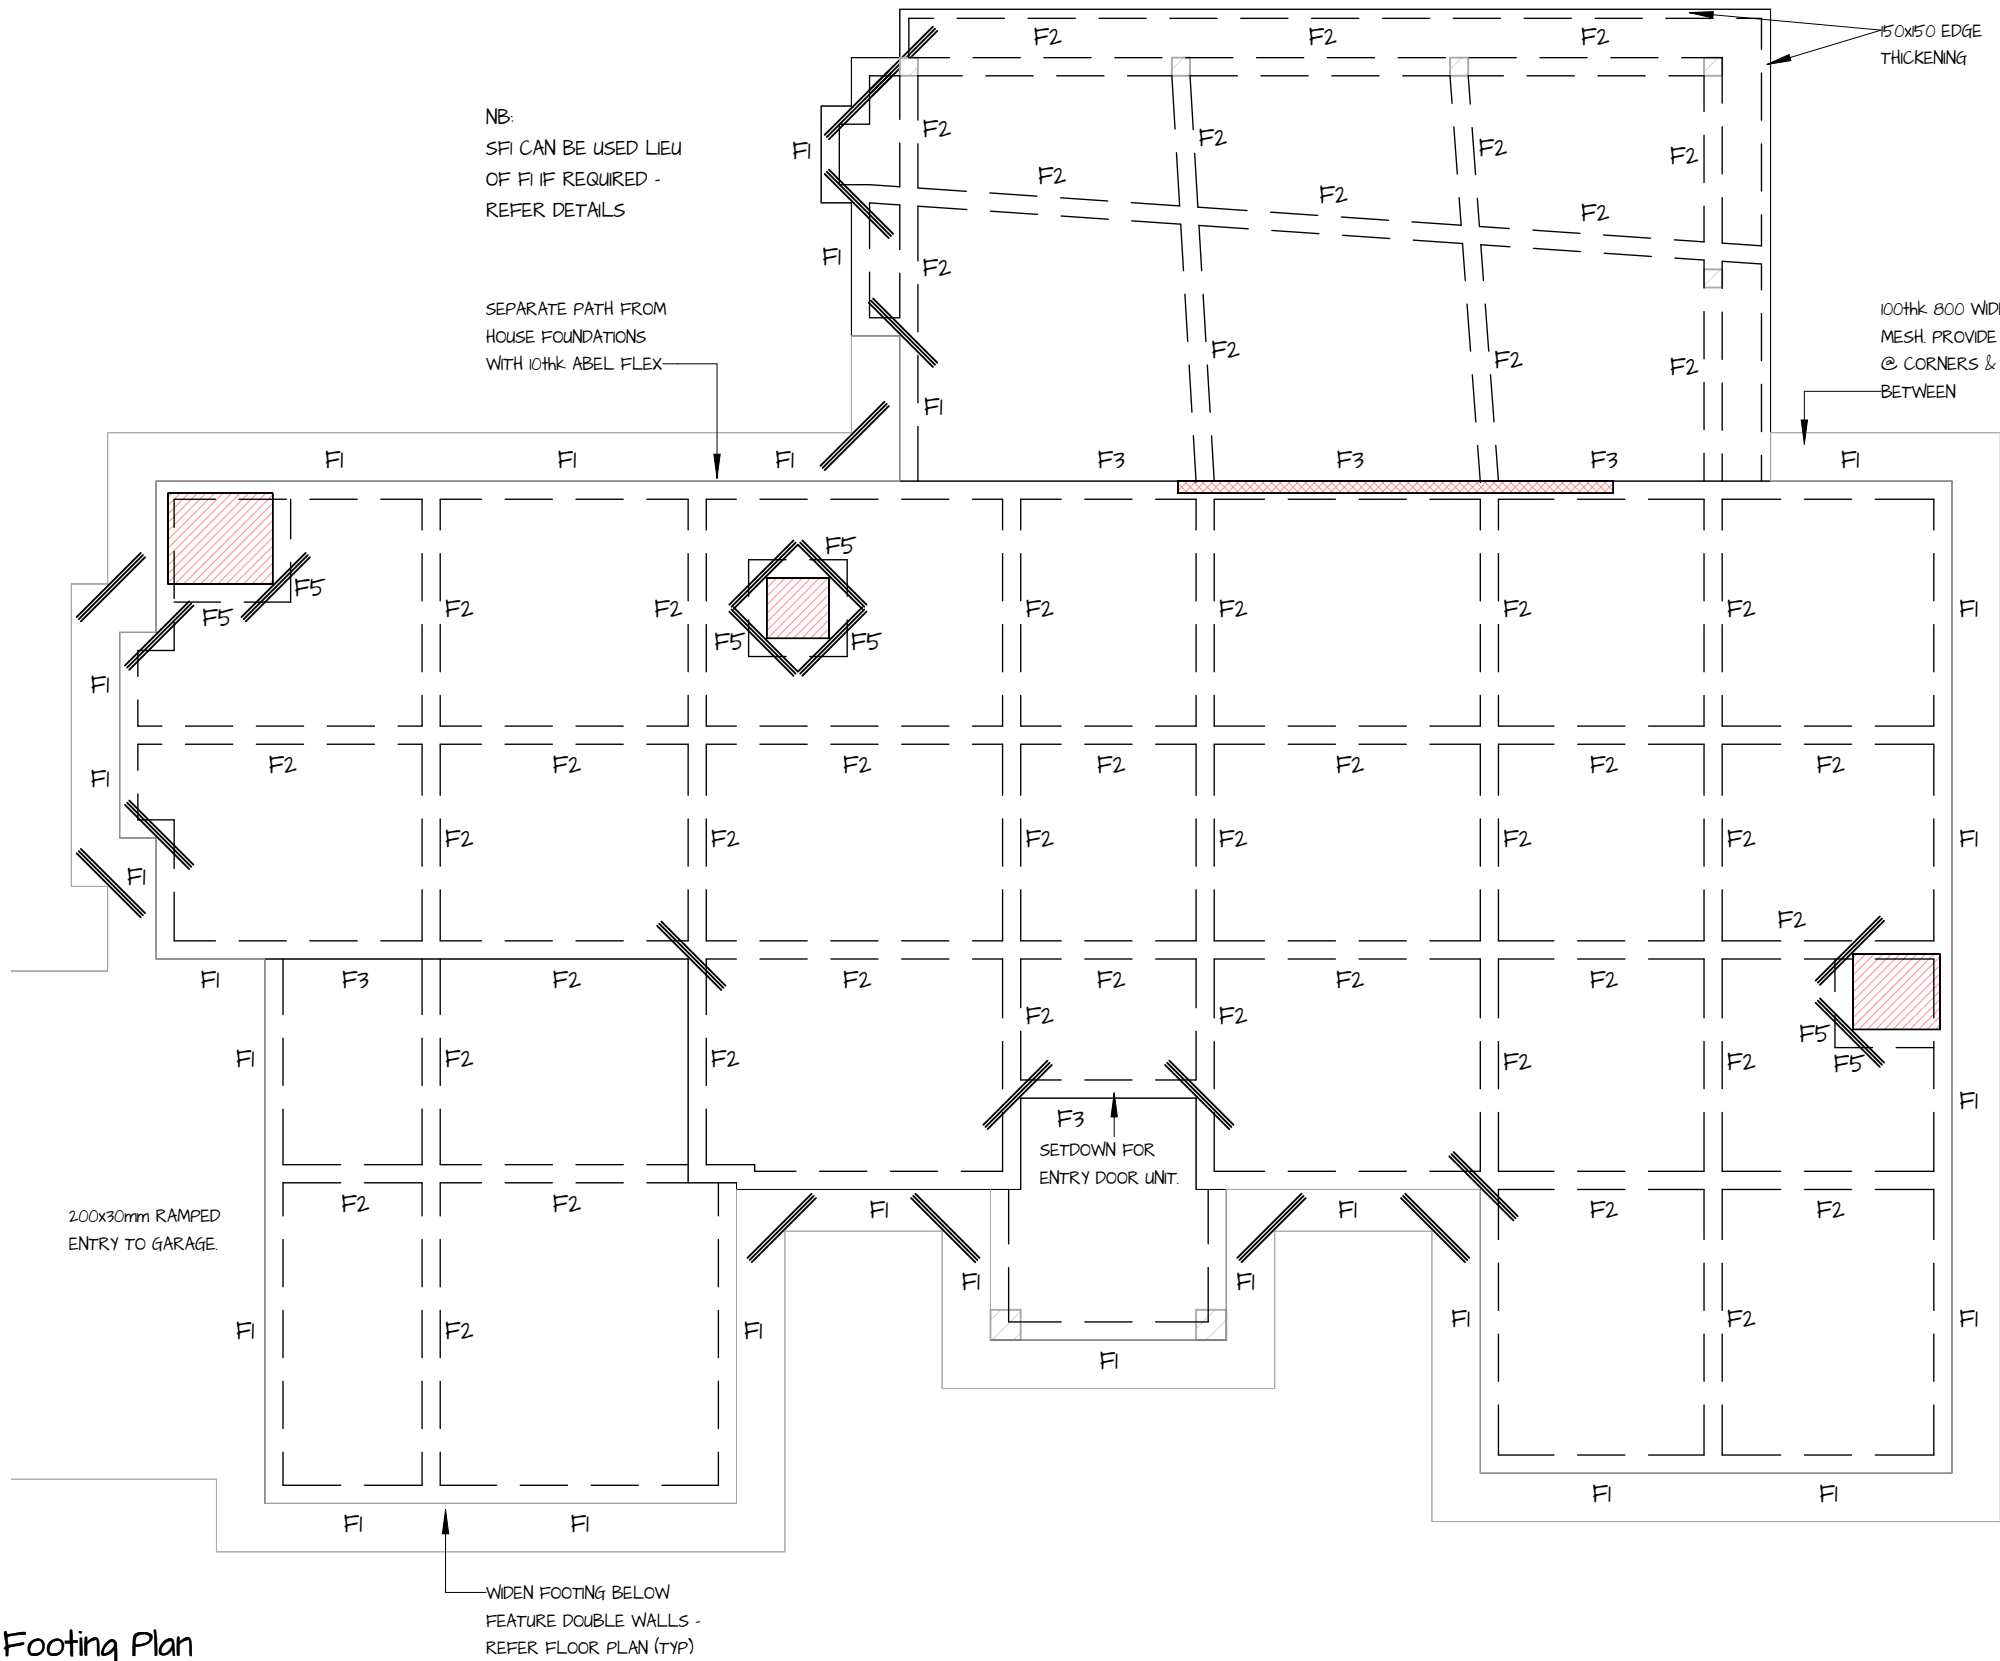 F2 F2 F2
150x150 EDGE
THICKENING
NB:
SF1 CAN BE USED LIEU
OF F1 IF REQUIRED -
REFER DETAILS
F1 F2 F2 F2 F2
F2 F2 F2
F1 F2
SEPARATE PATH FROM
HOUSE FOUNDATIONS
WITH 10thk ABEL FLEX
100thk 800
MESH. PROVIDE
@ CORNERS &
BETWEEN
F2 F2 F2
F1
F1 F1 F1 F3 F3 F3 F1
F5
F5
F5
F2 F2 F2 F2 F2 F2 F1
F5 F5
F1
F2 F2 F2 F2 F2 F2 F2
F1
F2 F2 F2 F2 F2 F2 F1
F1
F2
F1 F3 F2 F2 F2 F2 F2
F2 F2
F5
F1 F2 F2 F2 F2 F5
F1
F3
SETDOWN FOR
ENTRY DOOR UNIT.
200x30mm RAMPED
ENTRY TO GARAGE.
F2 F2 F1 F1 F2 F2
F1 F1
F1 F2 F1 F1 F2 F1
F1
F1 F1
F1 F1
WIDEN FOOTING BELOW
FEATURE DOUBLE WALLS -
REFER FLOOR PLAN (TYP)
Footing Plan